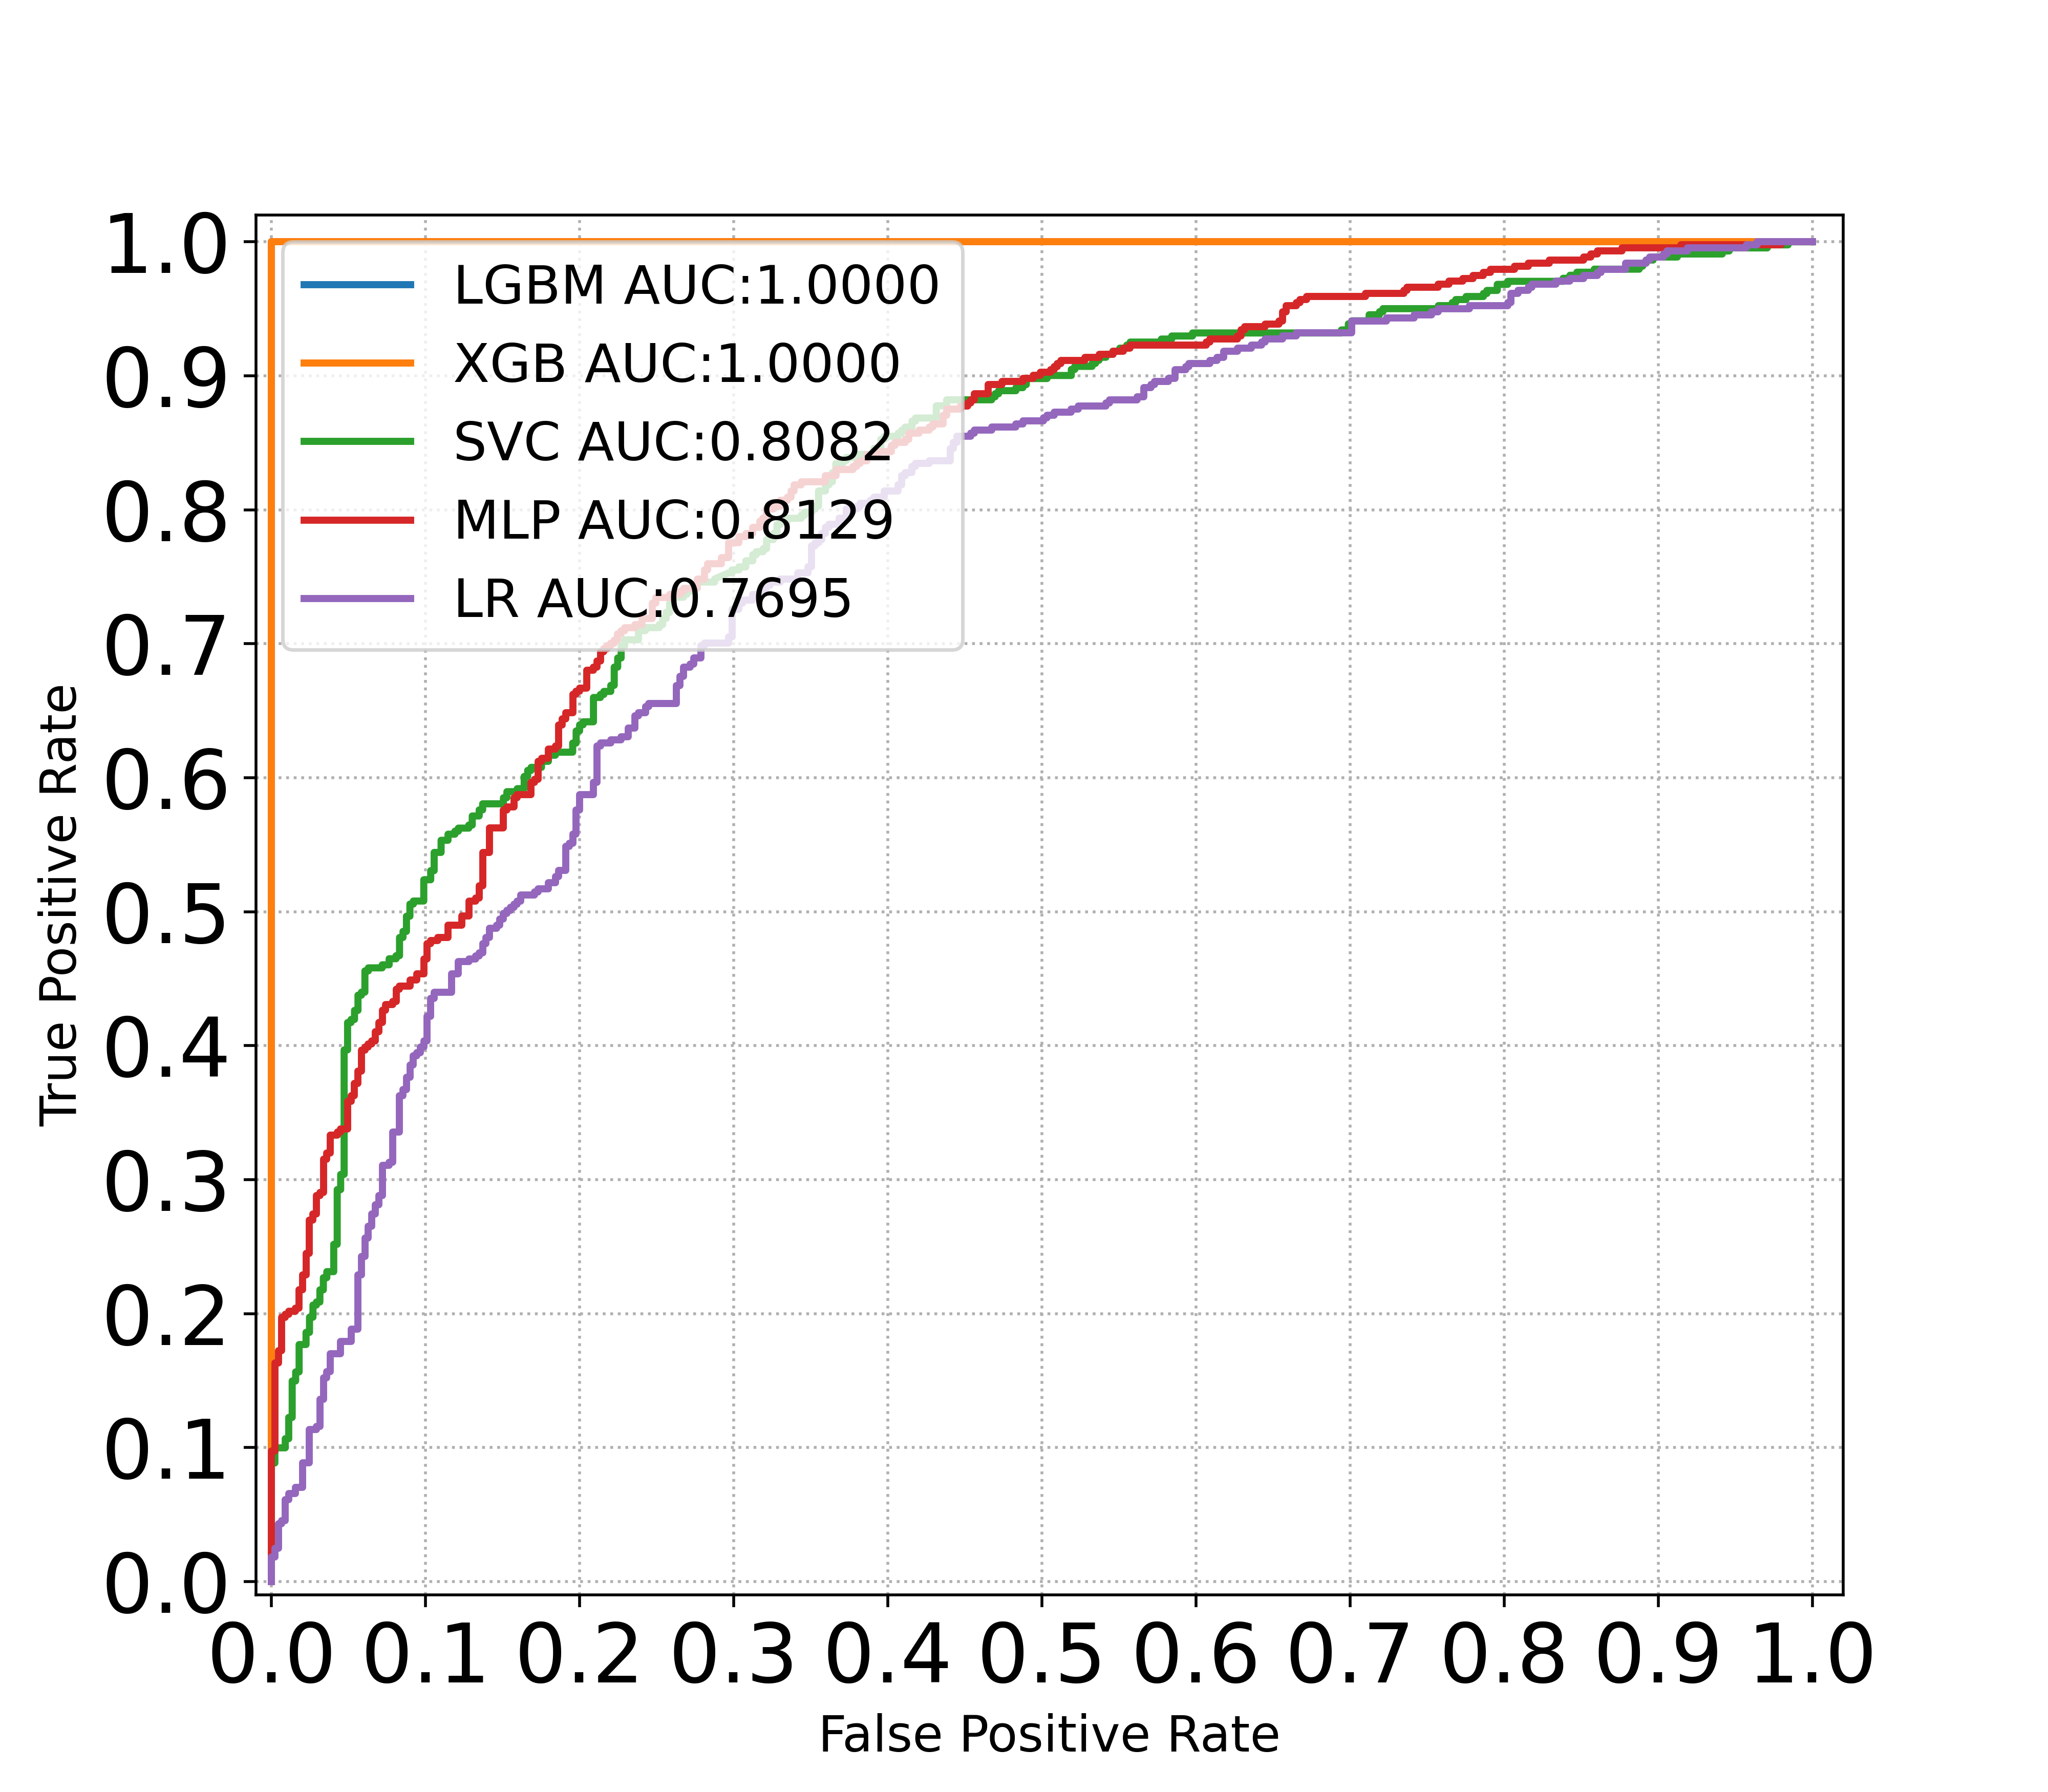 1.0
0.9
0.8
0.7
0.6
0.5
0.4
0.3
0.2
0.1
0.0
True Positive Rate
LGBM AUC:1.0000
XGB AUC:1.0000
SVC AUC:0.8082
MLP AUC:0.8129
LR AUC:0.7695
0.0 0.1 0.2 0.3 0.4 0.5 0.6 0.7 0.8 0.9 1.0
False Positive Rate